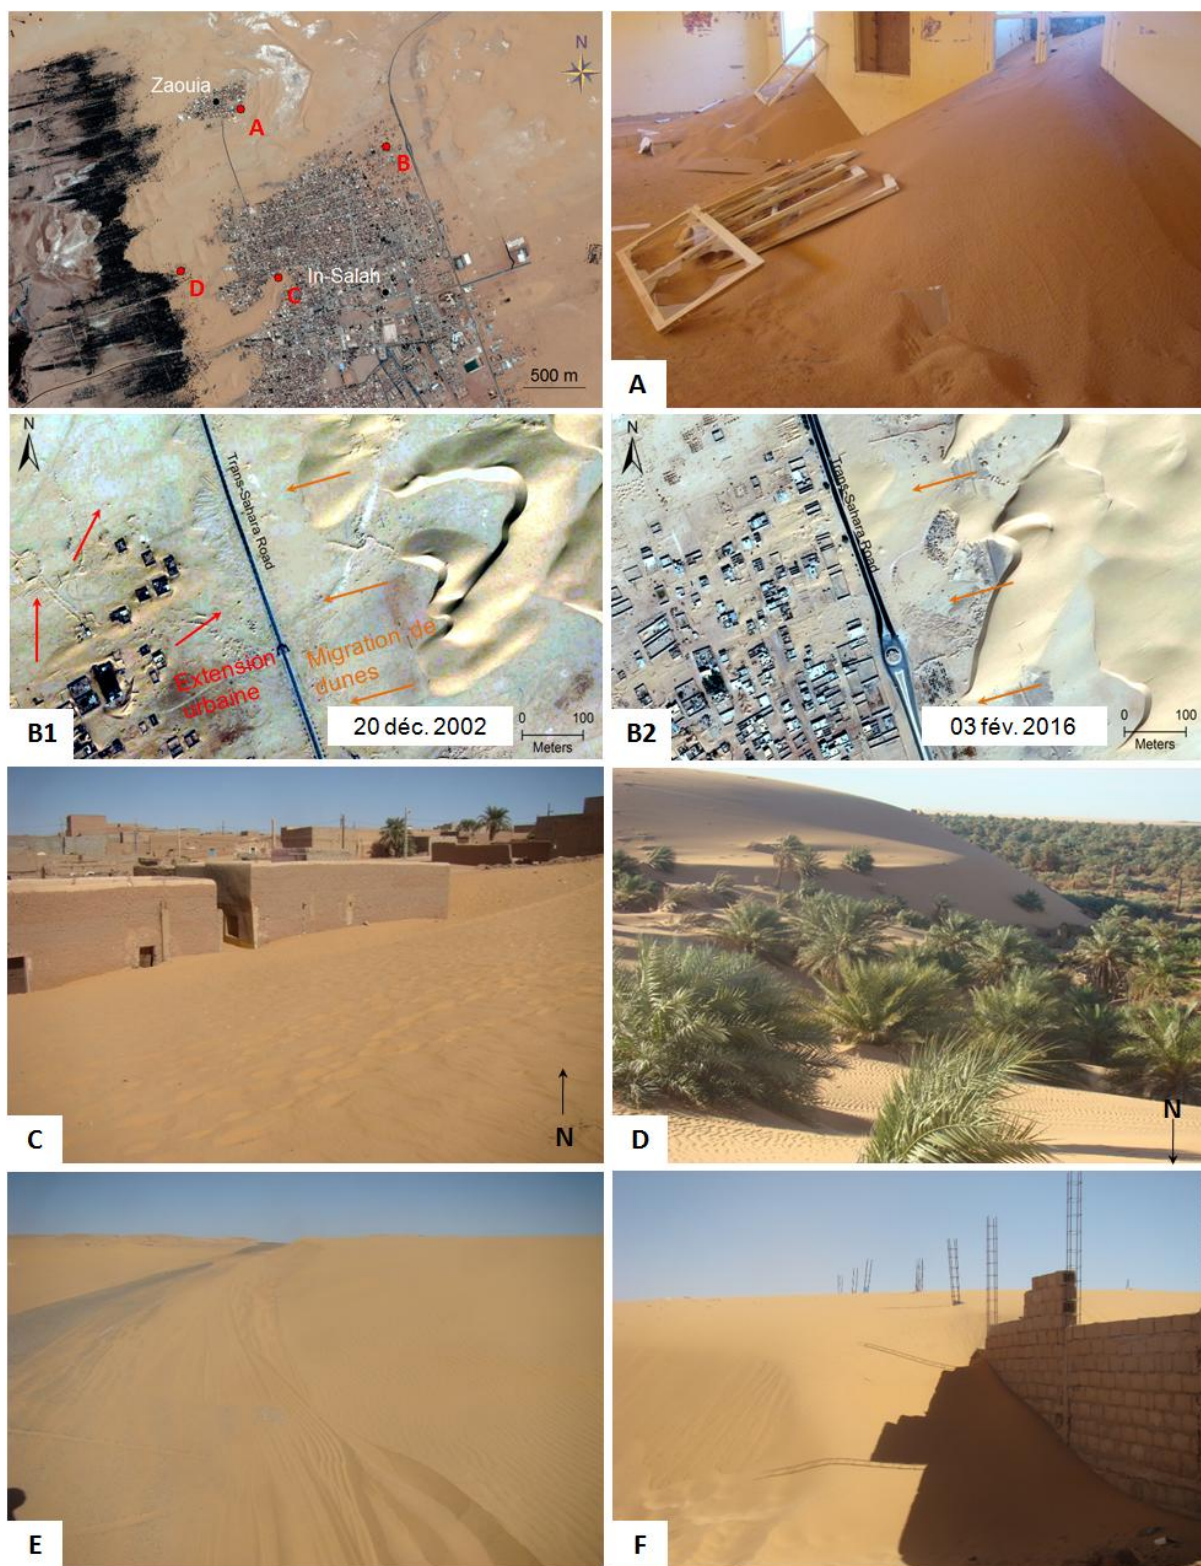 N
Zaouia
A
B
In-Salah
D
C
500 m
A
N
Trans-Sahara Road
Extension
urbaine
Migration de
dunes
B1
20 déc. 2002
0 100
Meters
N
Trans-Sahara Road
B2
03 fév. 2016
0 100
Meters
C
N
D
N
E
F